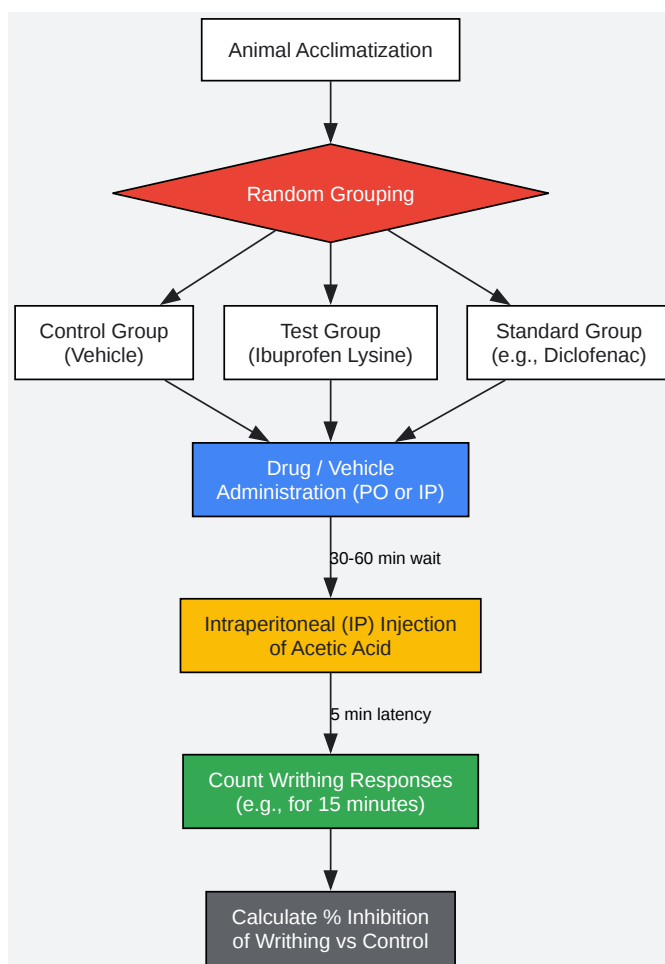 Animal Acclimatization
Random Grouping
Control Group
(Vehicle)
Test Group
(Ibuprofen Lysine)
Standard Group
(e.g., Diclofenac)
Drug / Vehicle
Administration (PO or IP)
30-60 min wait
Intraperitoneal (IP) Injection
of Acetic Acid
5 min latency
Count Writhing Responses
(e.g., for 15 minutes)
Calculate % Inhibition
of Writhing vs Control